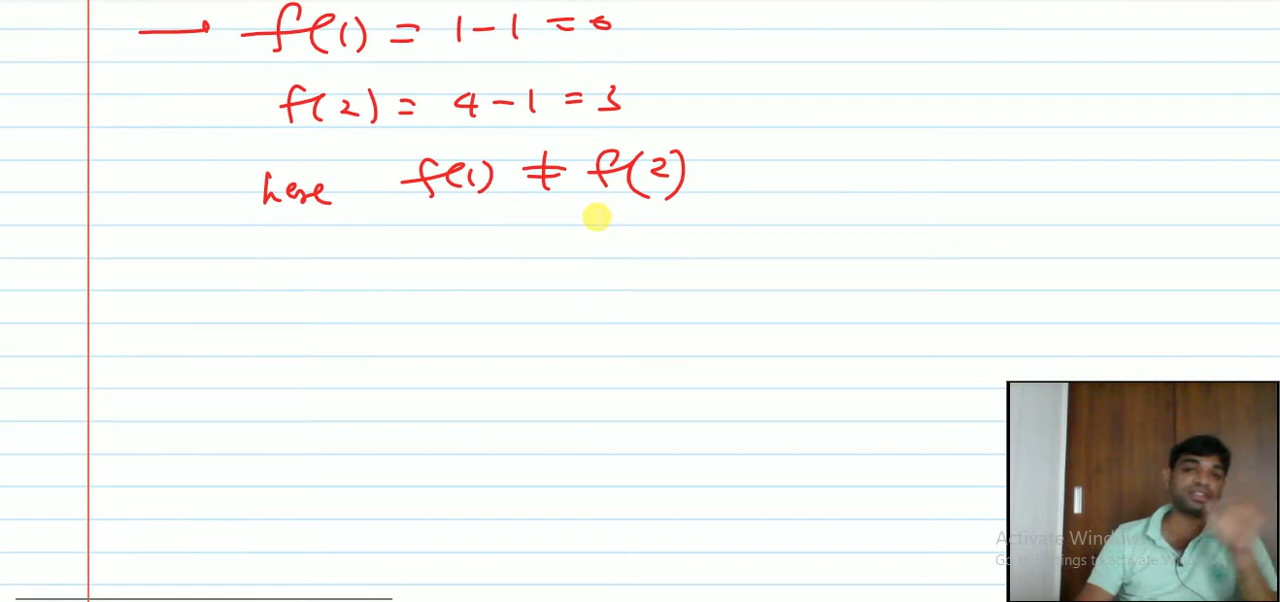 → f(1) = 1 - 1 = 0
f(2) = 4 - 1 = 3
here f(1) ≠ f(2)
Activate Windows